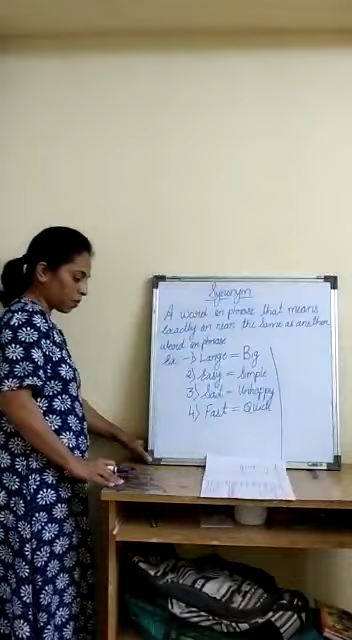 Synonym
A word or phrase that means
exactly or near the same as another
word or phrase
Ex - 1) Large = Big
2) Easy = Simple
3) Sad = Unhappy
4) Fast = Quick